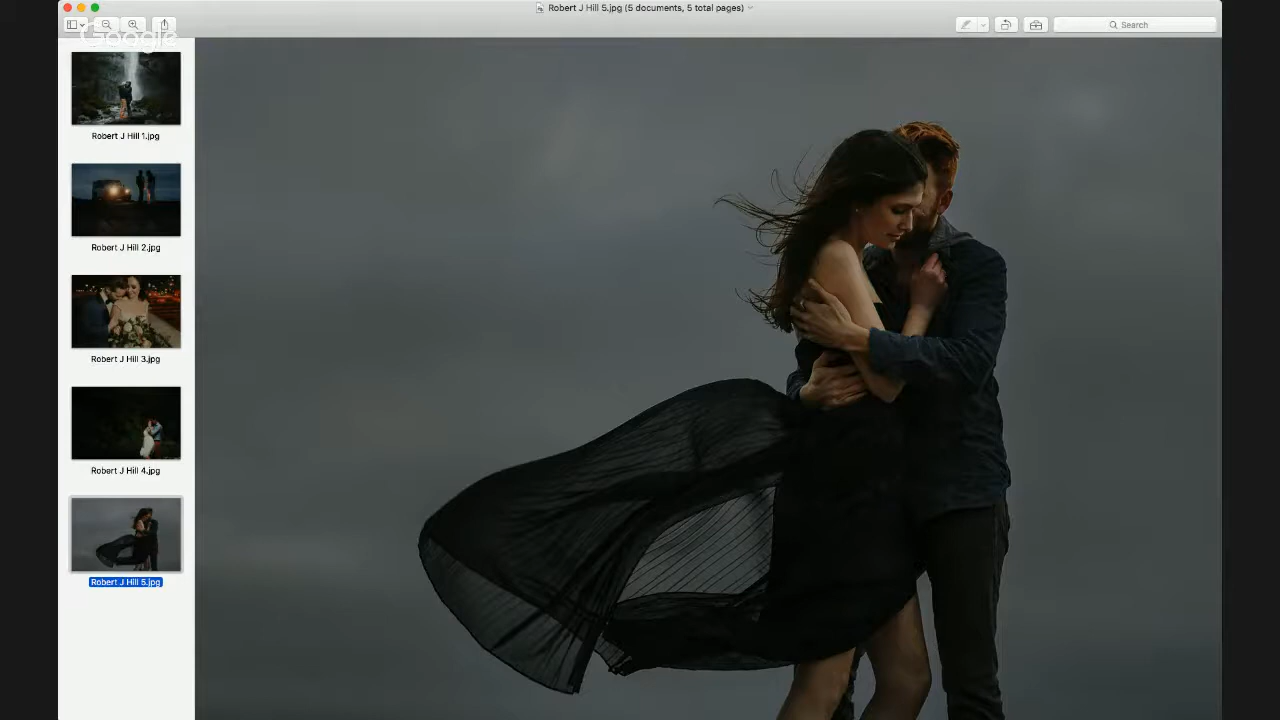 Robert J Hill 5.jpg (5 documents, 5 total pages)
Google
Search
Robert J Hill 1.jpg
Robert J Hill 2.jpg
Robert J Hill 3.jpg
Robert J Hill 4.jpg
Robert J Hill 5.jpg